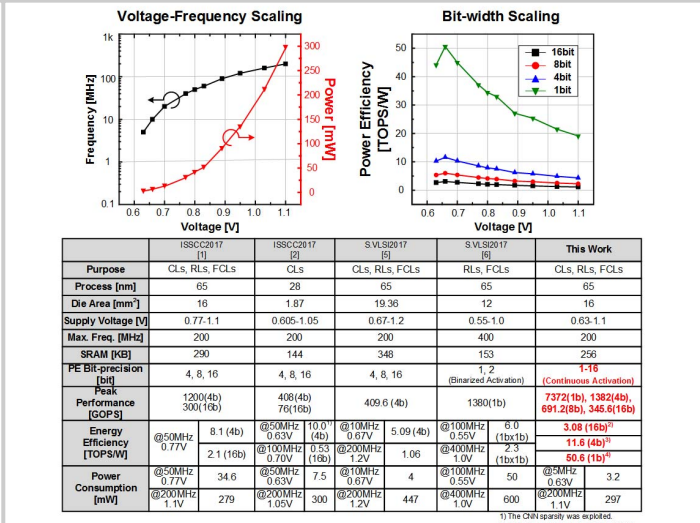 Voltage-Frequency Scaling
Bit-width Scaling
1k
100
10
1
0.1
Frequency [MHz]
300
250
200
150
100
50
0
Power [mW]
0.6 0.7 0.8 0.9 1.0 1.1
Voltage [V]
50
40
30
20
10
0
Power Efficiency
[TOPS/W]
16bit
8bit
4bit
1bit
0.6 0.7 0.8 0.9 1.0 1.1
Voltage [V]
ISSCC2017 [1] ISSCC2017 [2] S.VLSI2017 [5] S.VLSI2017 [6] This Work
Purpose CLs, RLs, FCLs CLs CLs, RLs, FCLs RLs, FCLs CLs, RLs, FCLs
Process [nm] 65 28 65 65 65
Die Area [mm²] 16 1.87 19.36 12 16
Supply Voltage [V] 0.77-1.1 0.605-1.05 0.67-1.2 0.55-1.0 0.63-1.1
Max. Freq. [MHz] 200 200 200 400 200
SRAM [KB] 290 144 348 153 256
PE Bit-precision [bit] 4, 8, 16 4, 8, 16 4, 8, 16 1, 2 (Binarized Activation) 1-16 (Continuous Activation)
Peak Performance [GOPS] 1200(4b) 300(16b) 408(4b) 76(16b) 409.6 (4b) 1380(1b) 7372(1b), 1382(4b), 691.2(8b), 345.6(16b)
Energy Efficiency [TOPS/W] @50MHz 0.77V 8.1 (4b) 2.1 (16b) @50MHz 0.63V 10.0¹⁾ (4b) @100MHz 0.70V 0.53 (16b) @10MHz 0.67V 5.09 (4b) @200MHz 1.2V 1.06 @100MHz 0.55V 6.0 (1bx1b) @400MHz 1.0V 2.3 (1bx1b) 3.08 (16b)²⁾ 11.6 (4b)³⁾ 50.6 (1b)⁴⁾
Power Consumption [mW] @50MHz 0.77V 34.6 @50MHz 0.63V 7.5 @10MHz 0.67V 4 @100MHz 0.55V 50 @5MHz 0.63V 3.2
@200MHz 1.1V 279 @200MHz 1.05V 300 @200MHz 1.2V 447 @400MHz 1.0V 600 @200MHz 1.1V 297
1) The CNN sparsity was exploited.